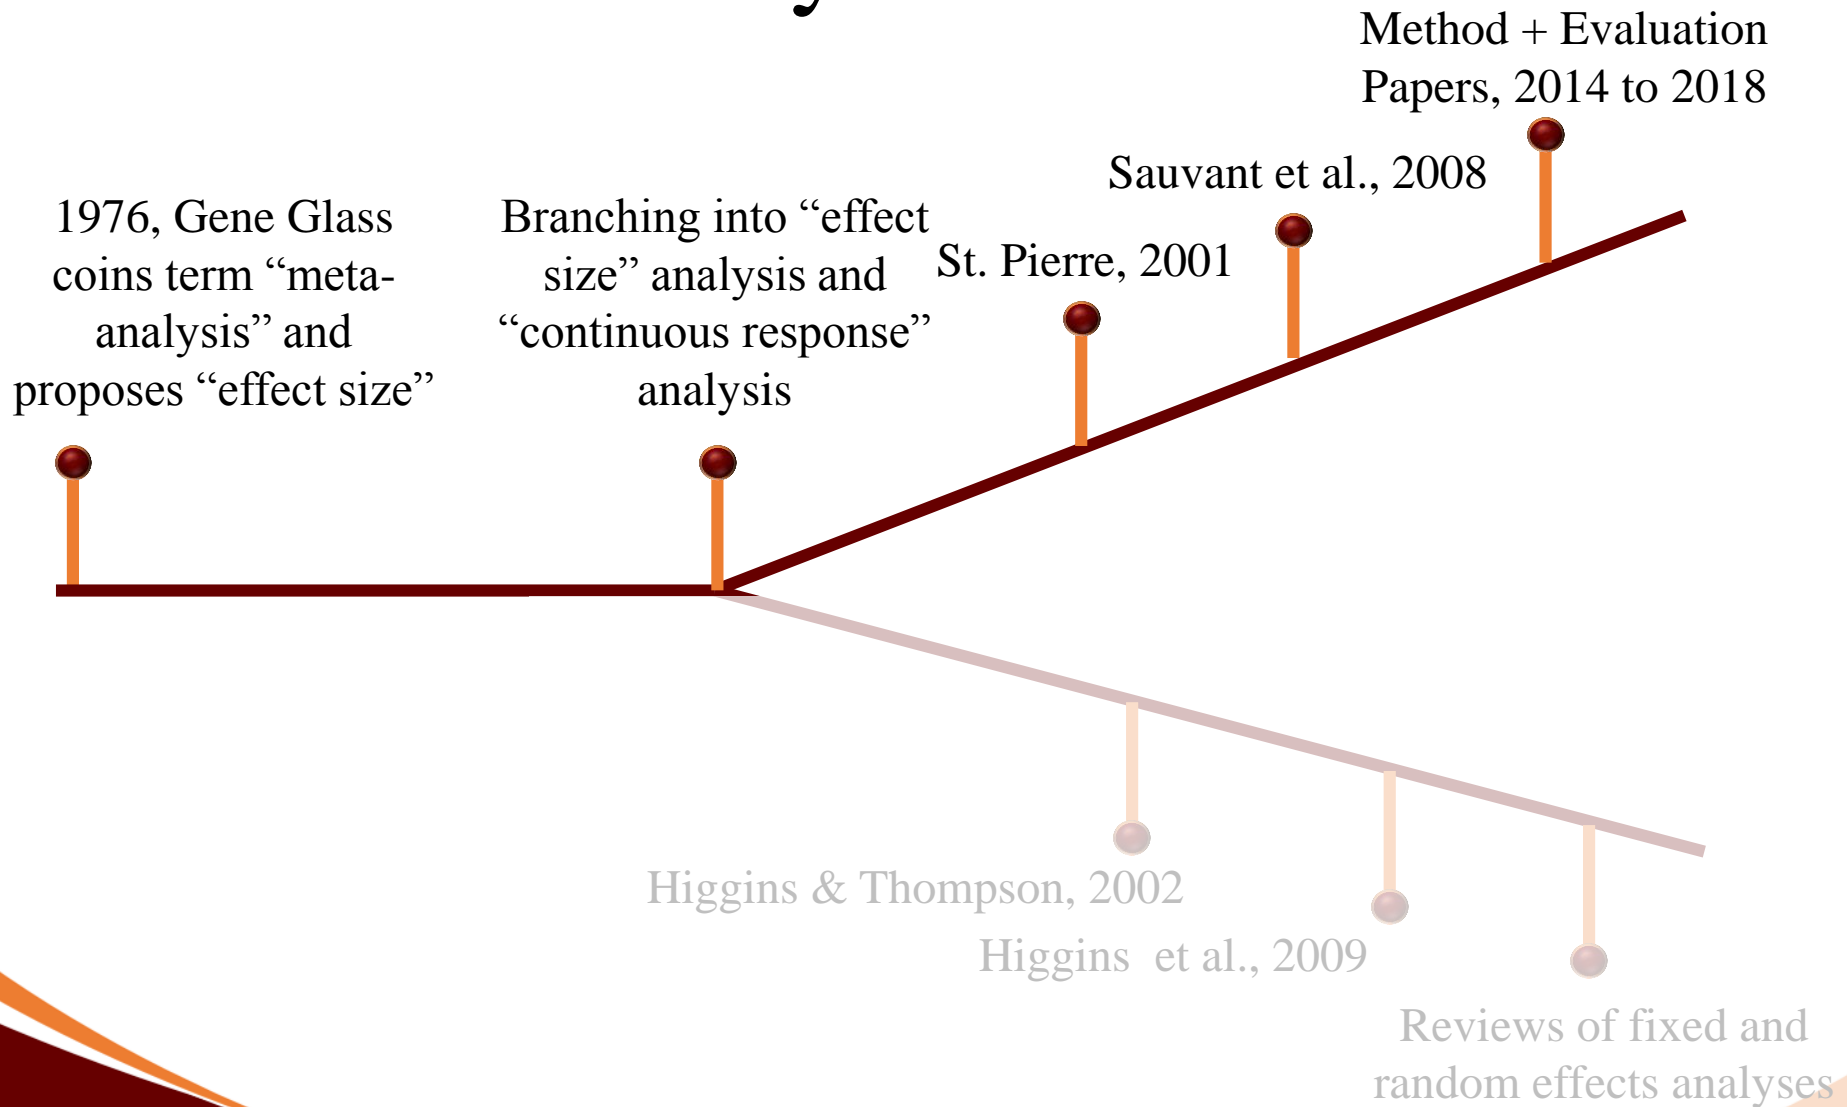 1976, Gene Glass
coins term “meta-
analysis” and
proposes “effect size”
Branching into “effect
size” analysis and
“continuous response”
analysis
St. Pierre, 2001
Sauvant et al., 2008
Method + Evaluation
Papers, 2014 to 2018
Higgins & Thompson, 2002
Higgins  et al., 2009
Reviews of fixed and
random effects analyses